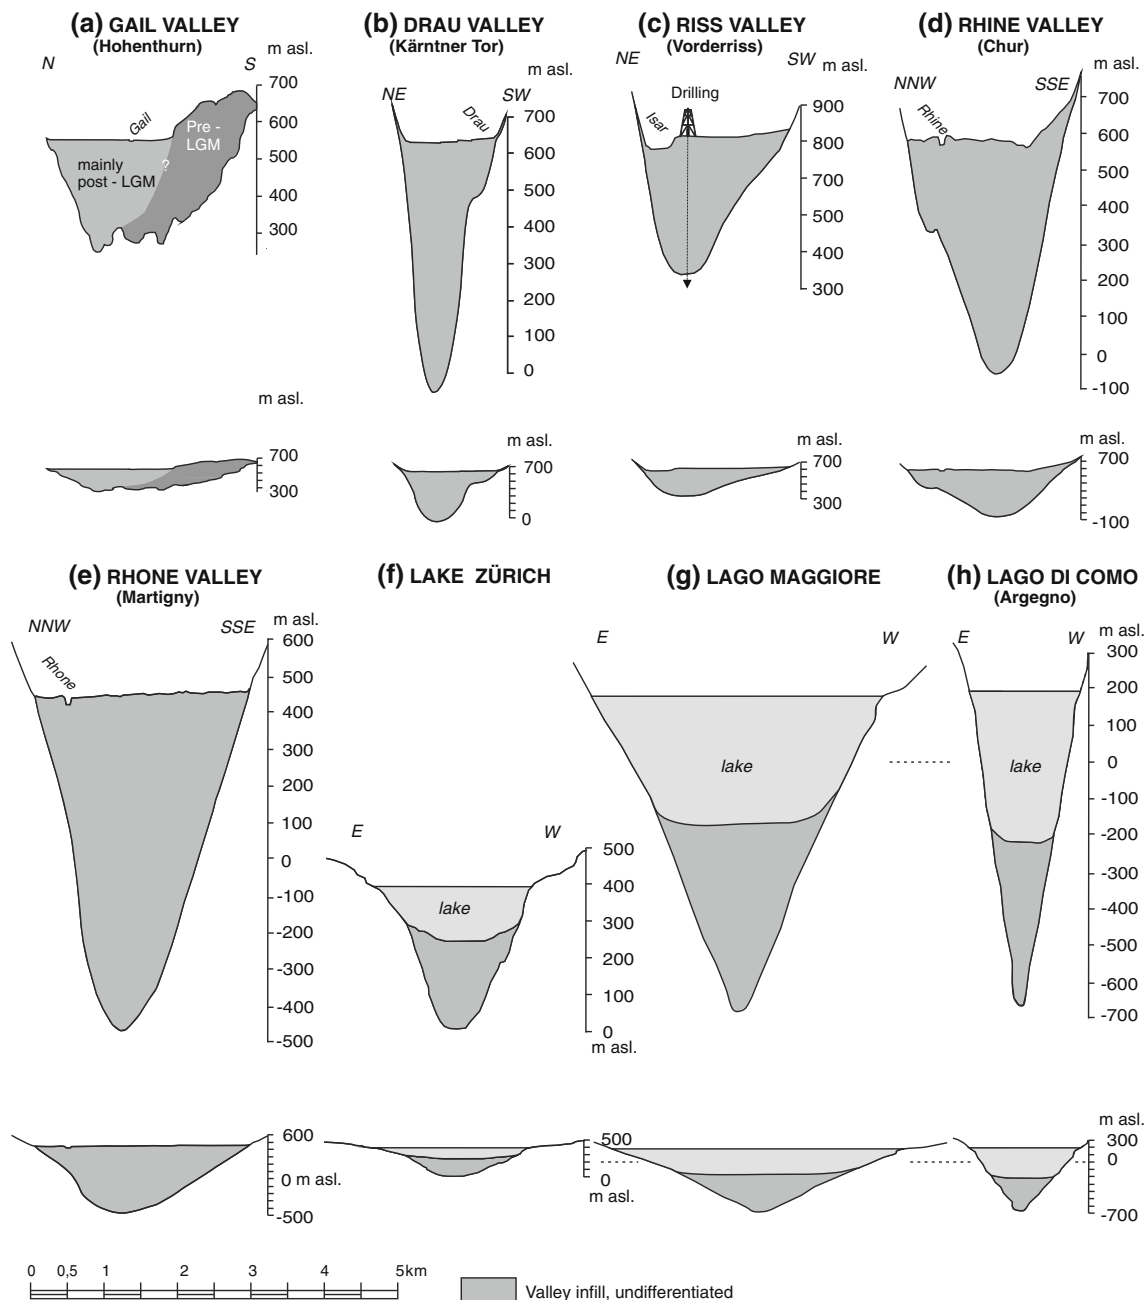 (a) GAIL VALLEY
(Hohenthurn)
N
S
m asl.
700
600
500
400
300
Gail
Pre -
LGM
?
mainly
post - LGM
m asl.
700
300
(b) DRAU VALLEY
(Kärntner Tor)
m asl.
NE
SW
Drau
700
600
500
400
300
200
100
0
m asl.
700
0
(c) RISS VALLEY
(Vorderriss)
NE
SW
m asl.
Drilling
Isar
900
800
700
500
400
300
m asl.
700
300
(d) RHINE VALLEY
(Chur)
m asl.
NNW
SSE
Rhine
700
600
500
400
300
200
100
0
-100
m asl.
700
-100
(e) RHONE VALLEY
(Martigny)
m asl.
NNW
SSE
Rhone
600
500
400
300
200
100
0
-100
-200
-300
-400
-500
600
0 m asl.
-500
(f) LAKE ZÜRICH
E
W
lake
500
400
300
200
100
0
m asl.
500
0
m asl.
(g) LAGO MAGGIORE
E
W
lake
(h) LAGO DI COMO
(Argegno)
m asl.
E
W
lake
300
200
100
0
-100
-200
-300
-400
-500
-600
-700
m asl.
300
0
-700
0 0,5 1 2 3 4 5km
Valley infill, undifferentiated